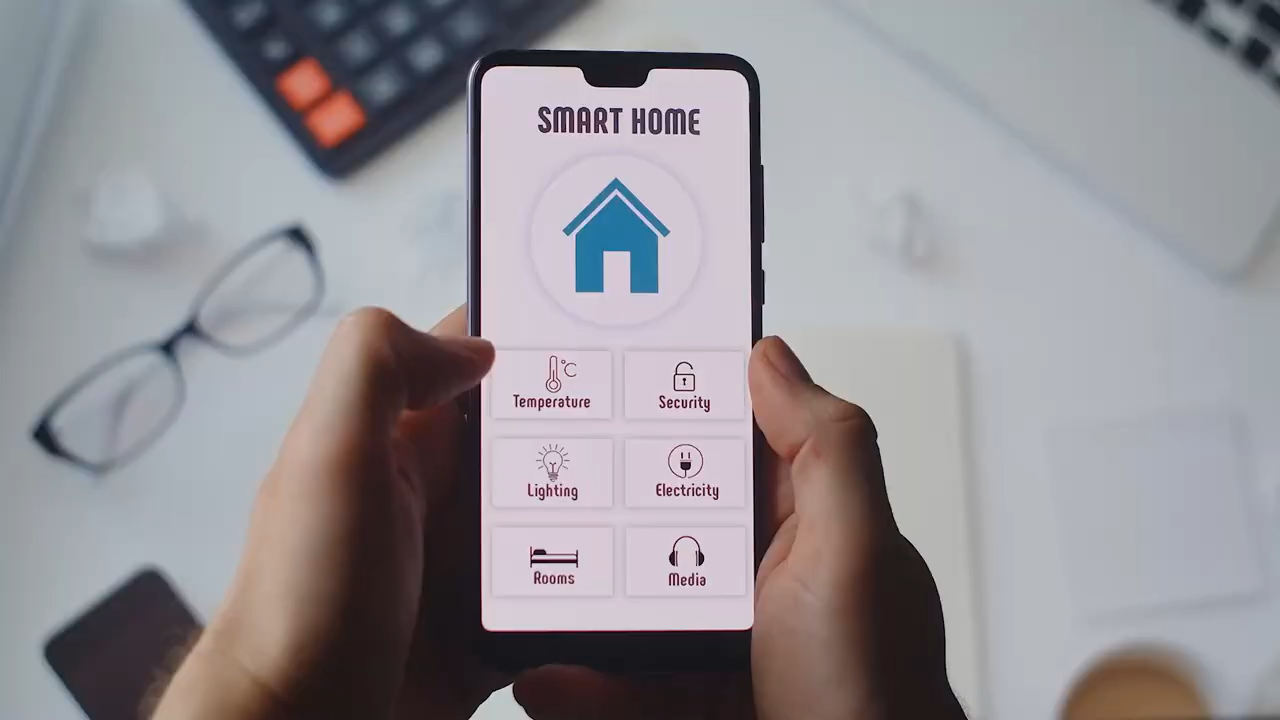 SMART HOME
°C
Temperature
Security
Lighting
Electricity
Rooms
Media